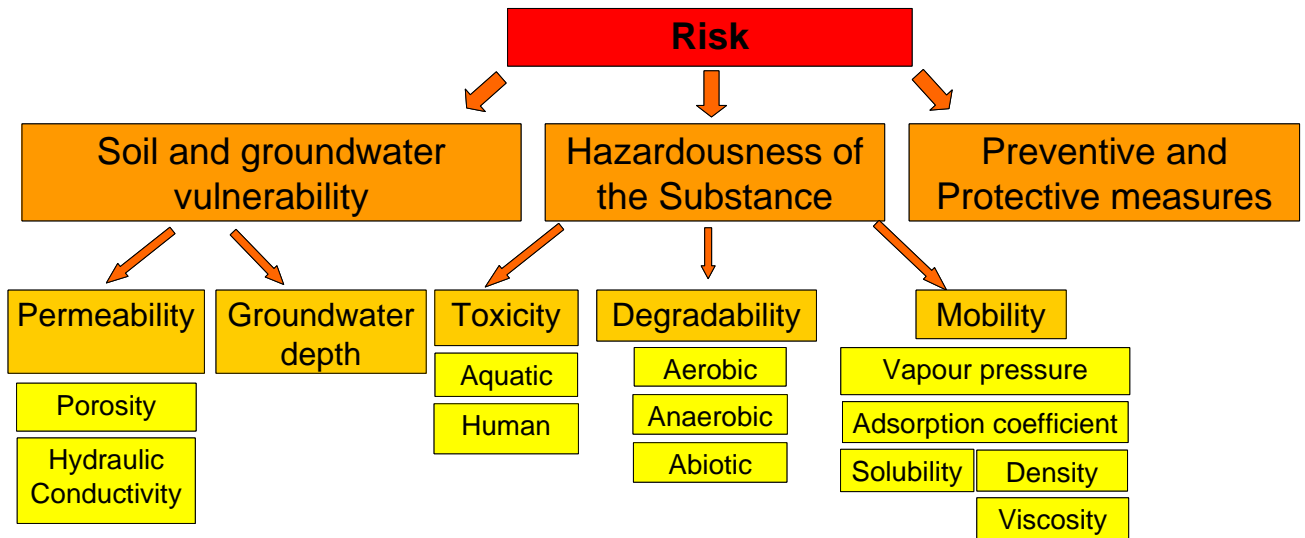 Risk
Soil and groundwater
vulnerability
Hazardousness of
the Substance
Preventive and
Protective measures
Permeability
Groundwater
depth
Toxicity
Degradability
Mobility
Porosity
Hydraulic
Conductivity
Aquatic
Human
Aerobic
Anaerobic
Abiotic
Vapour pressure
Adsorption coefficient
Solubility
Density
Viscosity